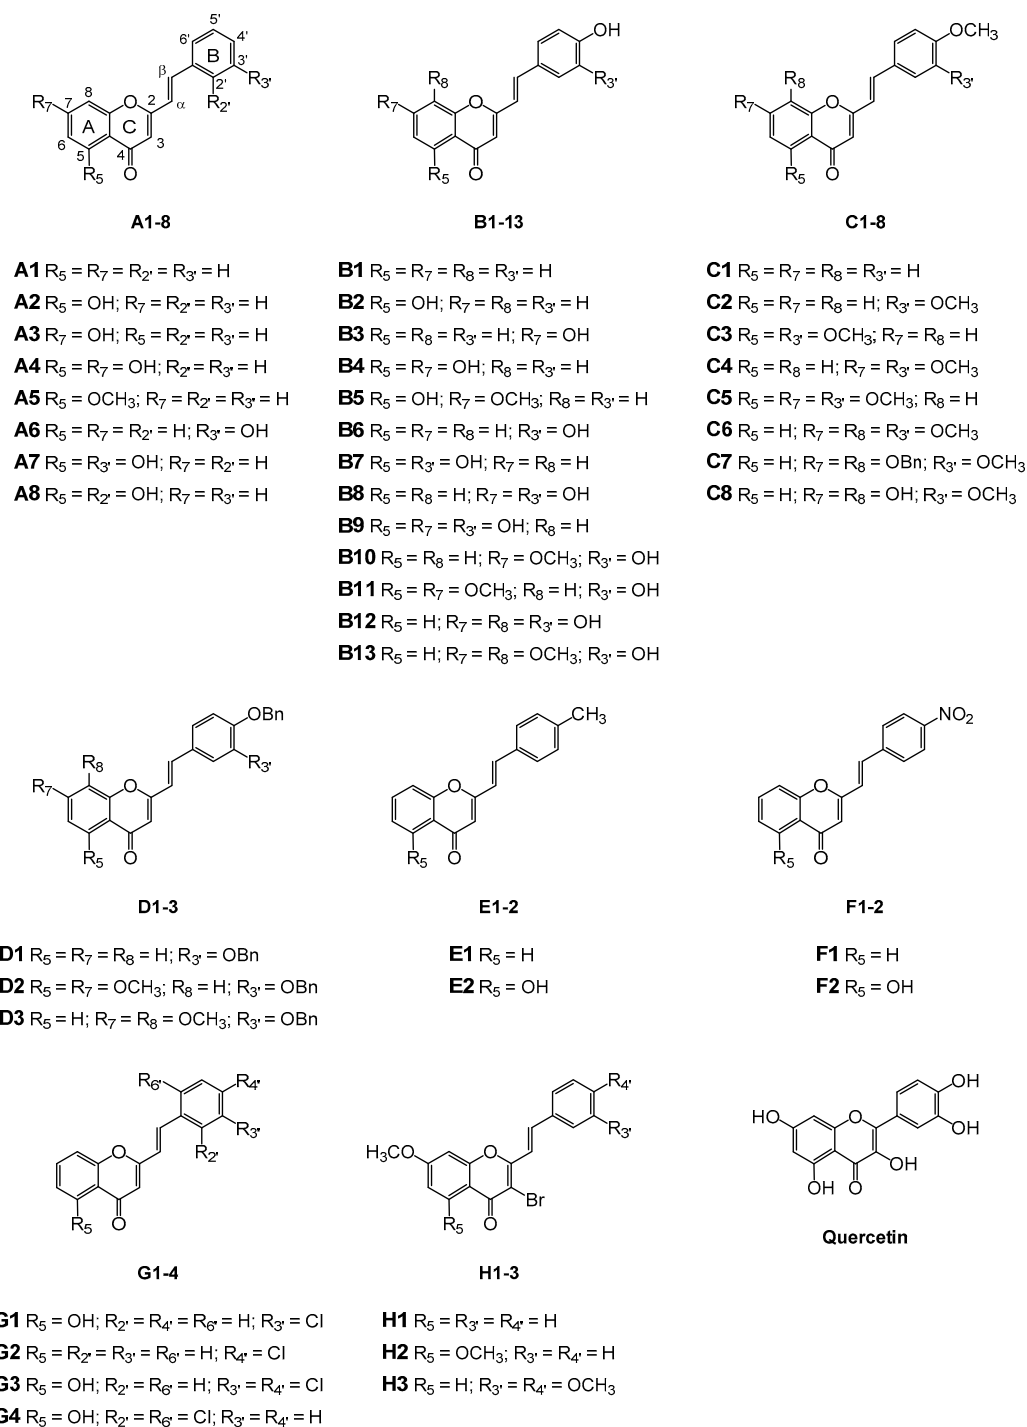 5'
6'
4'
B
3'
β
2'
R3'
R7
8
O
2
α
R2'
7
A
C
6
3
5
4
R5
O
A1-8
OH
R8
R3'
R7
O
R5
O
B1-13
OCH3
R8
R3'
R7
O
R5
O
C1-8
A1 R5 = R7 = R2' = R3' = H
A2 R5 = OH; R7 = R2' = R3' = H
A3 R7 = OH; R5 = R2' = R3' = H
A4 R5 = R7 = OH; R2' = R3' = H
A5 R5 = OCH3; R7 = R2' = R3' = H
A6 R5 = R7 = R2' = H; R3' = OH
A7 R5 = R3' = OH; R7 = R2' = H
A8 R5 = R2' = OH; R7 = R3' = H
B1 R5 = R7 = R8 = R3' = H
B2 R5 = OH; R7 = R8 = R3' = H
B3 R5 = R8 = R3' = H; R7 = OH
B4 R5 = R7 = OH; R8 = R3' = H
B5 R5 = OH; R7 = OCH3; R8 = R3' = H
B6 R5 = R7 = R8 = H; R3' = OH
B7 R5 = R3' = OH; R7 = R8 = H
B8 R5 = R8 = H; R7 = R3' = OH
B9 R5 = R7 = R3' = OH; R8 = H
B10 R5 = R8 = H; R7 = OCH3; R3' = OH
B11 R5 = R7 = OCH3; R8 = H; R3' = OH
B12 R5 = H; R7 = R8 = R3' = OH
B13 R5 = H; R7 = R8 = OCH3; R3' = OH
C1 R5 = R7 = R8 = R3' = H
C2 R5 = R7 = R8 = H; R3' = OCH3
C3 R5 = R3' = OCH3; R7 = R8 = H
C4 R5 = R8 = H; R7 = R3' = OCH3
C5 R5 = R7 = R3' = OCH3; R8 = H
C6 R5 = H; R7 = R8 = R3' = OCH3
C7 R5 = H; R7 = R8 = OBn; R3' = OCH3
C8 R5 = H; R7 = R8 = OH; R3' = OCH3
OBn
R8
R3'
R7
O
R5
O
D1-3
CH3
O
R5
O
E1-2
NO2
O
R5
O
F1-2
D1 R5 = R7 = R8 = H; R3' = OBn
D2 R5 = R7 = OCH3; R8 = H; R3' = OBn
D3 R5 = H; R7 = R8 = OCH3; R3' = OBn
E1 R5 = H
E2 R5 = OH
F1 R5 = H
F2 R5 = OH
R6'
R4'
R3'
R2'
O
R5
O
G1-4
R4'
R3'
H3CO
O
Br
R5
O
H1-3
OH
HO
O
OH
OH
OH
O
Quercetin
G1 R5 = OH; R2' = R4' = R6' = H; R3' = Cl
G2 R5 = R2' = R3' = R6' = H; R4' = Cl
G3 R5 = OH; R2' = R6' = H; R3' = R4' = Cl
G4 R5 = OH; R2' = R6' = Cl; R3' = R4' = H
H1 R5 = R3' = R4' = H
H2 R5 = OCH3; R3' = R4' = H
H3 R5 = H; R3' = R4' = OCH3